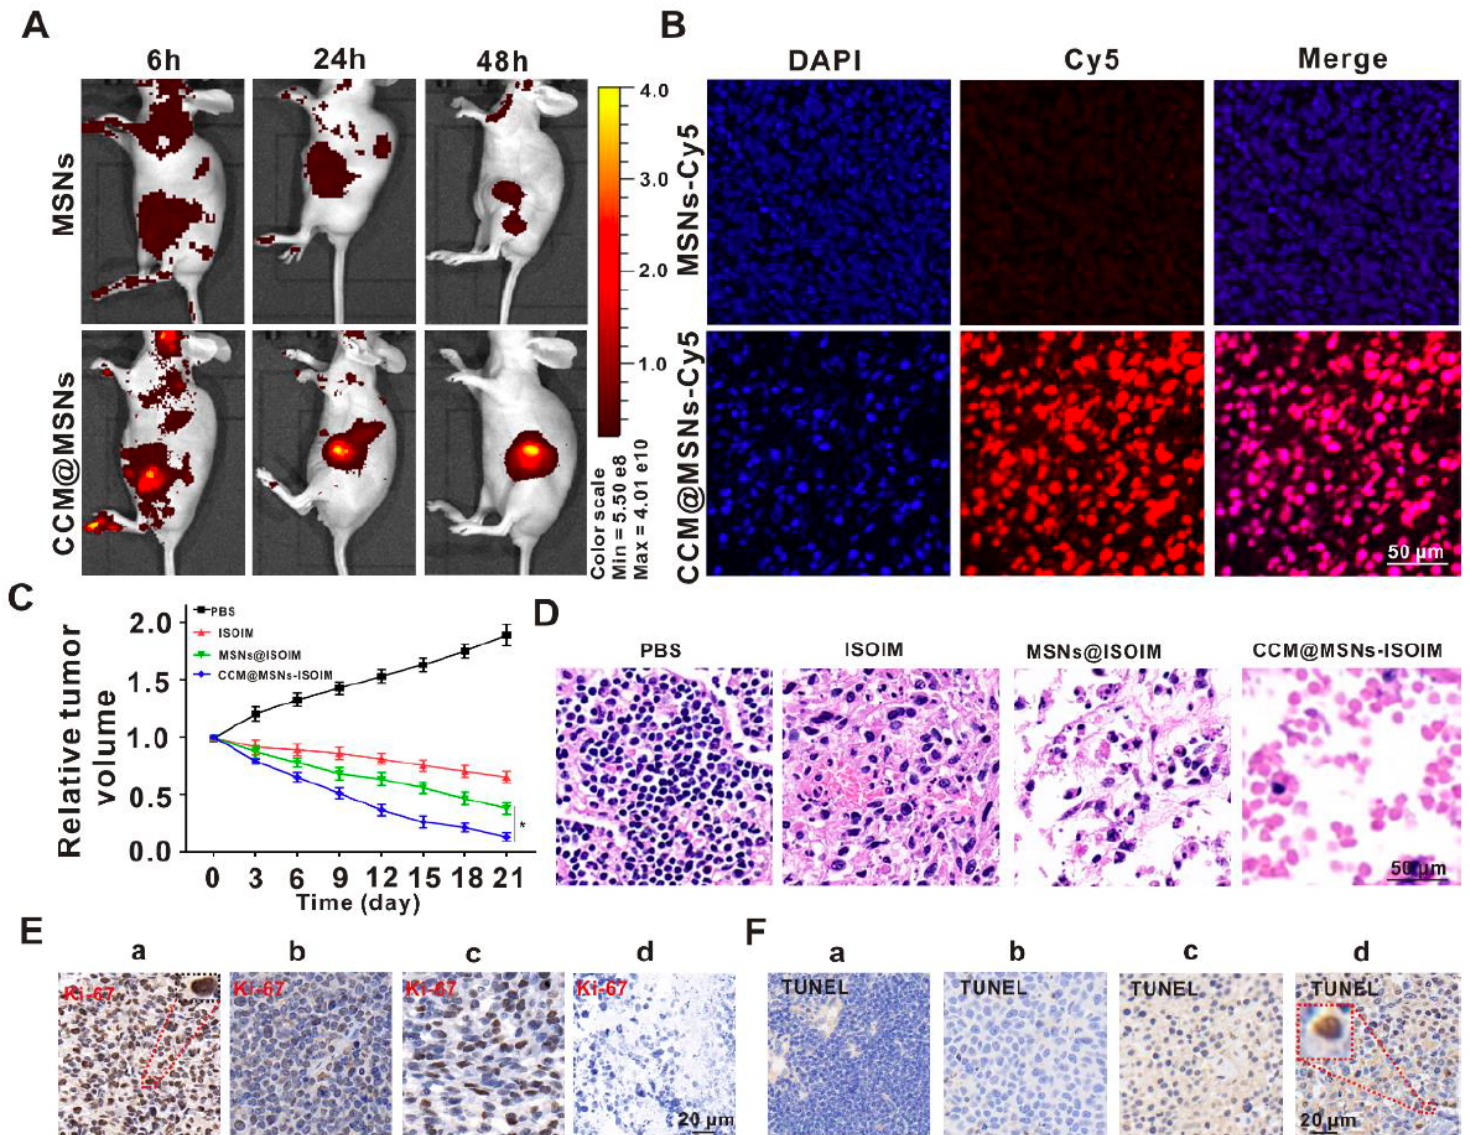 A
6h
24h
48h
MSNs
CCM@MSNs
4.0
3.0
2.0
1.0
Color scale
Min = 5.50 e8
Max = 4.01 e10
B
DAPI
Cy5
Merge
MSNs-Cy5
CCM@MSNs-Cy5
50 μm
C
Relative tumor
volume
2.0
1.5
1.0
0.5
0.0
PBS
ISOIM
MSNs@ISOIM
CCM@MSNs-ISOIM
*
0 3 6 9 12 15 18 21
Time (day)
D
PBS
ISOIM
MSNs@ISOIM
CCM@MSNs-ISOIM
50 μm
E
a
b
c
d
Ki-67
Ki-67
Ki-67
Ki-67
20 μm
F
a
b
c
d
TUNEL
TUNEL
TUNEL
TUNEL
20 μm